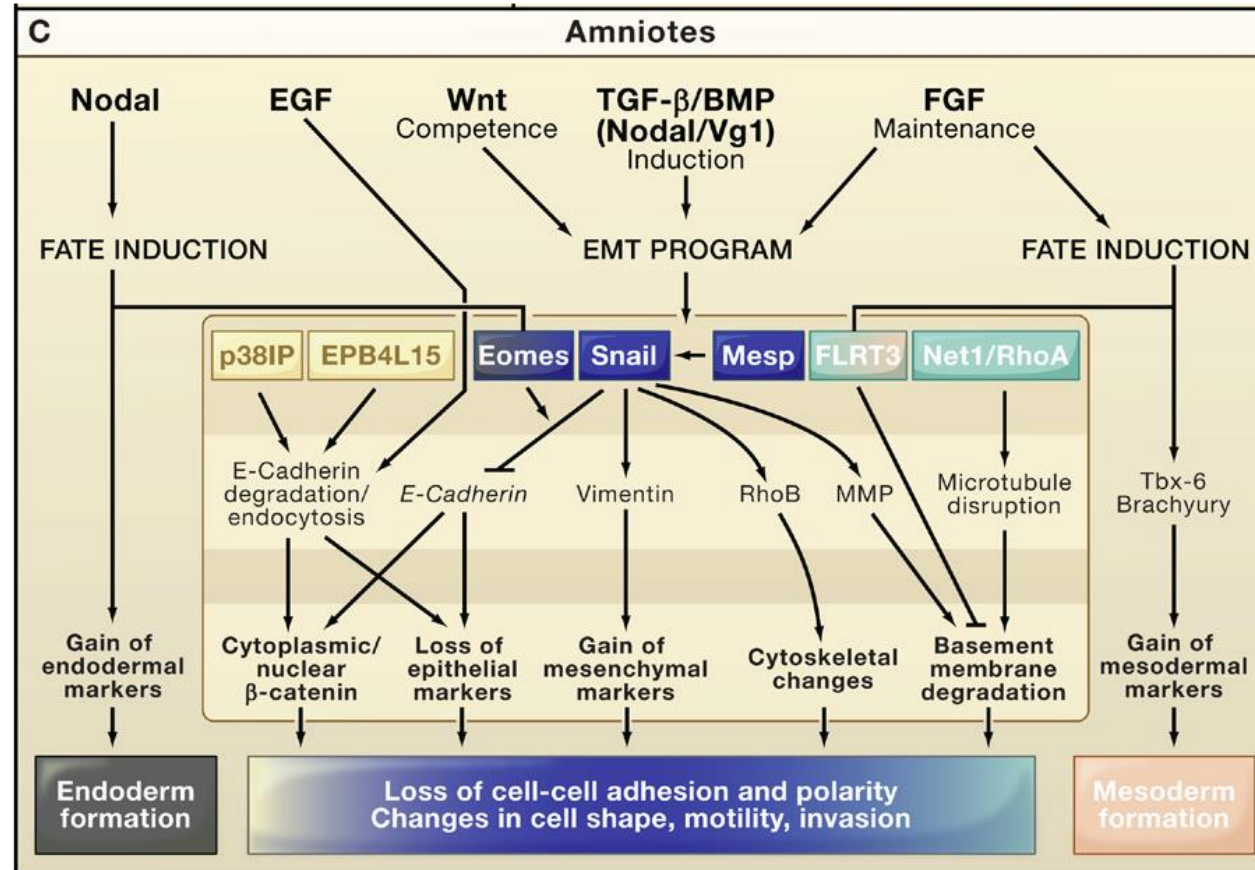 C
Amniotes
Nodal
EGF
Wnt
Competence
TGF-β/BMP
(Nodal/Vg1)
Induction
FGF
Maintenance
FATE INDUCTION
EMT PROGRAM
FATE INDUCTION
p38IP
EPB4L15
Eomes
Snail
Mesp
FLRT3
Net1/RhoA
E-Cadherin
degradation/
endocytosis
E-Cadherin
Vimentin
RhoB
MMP
Microtubule
disruption
Tbx-6
Brachyury
Gain of
endodermal
markers
Cytoplasmic/
nuclear
β-catenin
Loss of
epithelial
markers
Gain of
mesenchymal
markers
Cytoskeletal
changes
Basement
membrane
degradation
Gain of
mesodermal
markers
Endoderm
formation
Loss of cell-cell adhesion and polarity
Changes in cell shape, motility, invasion
Mesoderm
formation